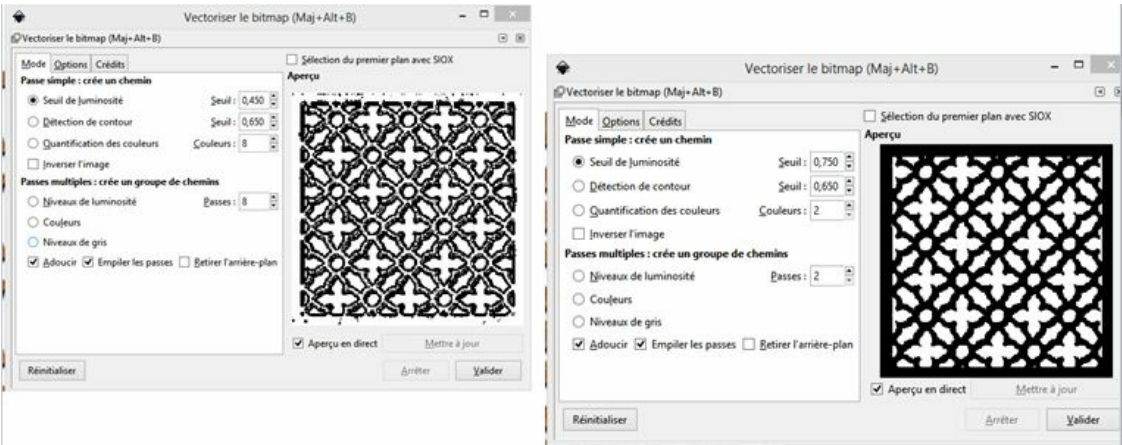 Vectoriser le bitmap (Maj+Alt+B)
Vectoriser le bitmap (Maj+Alt+B)
Mode Options Crédits
Passe simple : crée un chemin
Seuil de luminosité Seuil : 0,450
Détection de contour Seuil : 0,650
Quantification des couleurs Couleurs : 8
Inverser l'image
Passes multiples : crée un groupe de chemins
Niveaux de luminosité Passes : 8
Couleurs
Niveaux de gris
Adoucir Empiler les passes Retirer l'arrière-plan
Sélection du premier plan avec SIOX
Aperçu
Aperçu en direct Mettre à jour
Réinitialiser Arrêter Valider
Vectoriser le bitmap (Maj+Alt+B)
Vectoriser le bitmap (Maj+Alt+B)
Mode Options Crédits
Passe simple : crée un chemin
Seuil de luminosité Seuil : 0,750
Détection de contour Seuil : 0,650
Quantification des couleurs Couleurs : 2
Inverser l'image
Passes multiples : crée un groupe de chemins
Niveaux de luminosité Passes : 2
Couleurs
Niveaux de gris
Adoucir Empiler les passes Retirer l'arrière-plan
Sélection du premier plan avec SIOX
Aperçu
Aperçu en direct Mettre à jour
Réinitialiser Arrêter Valider